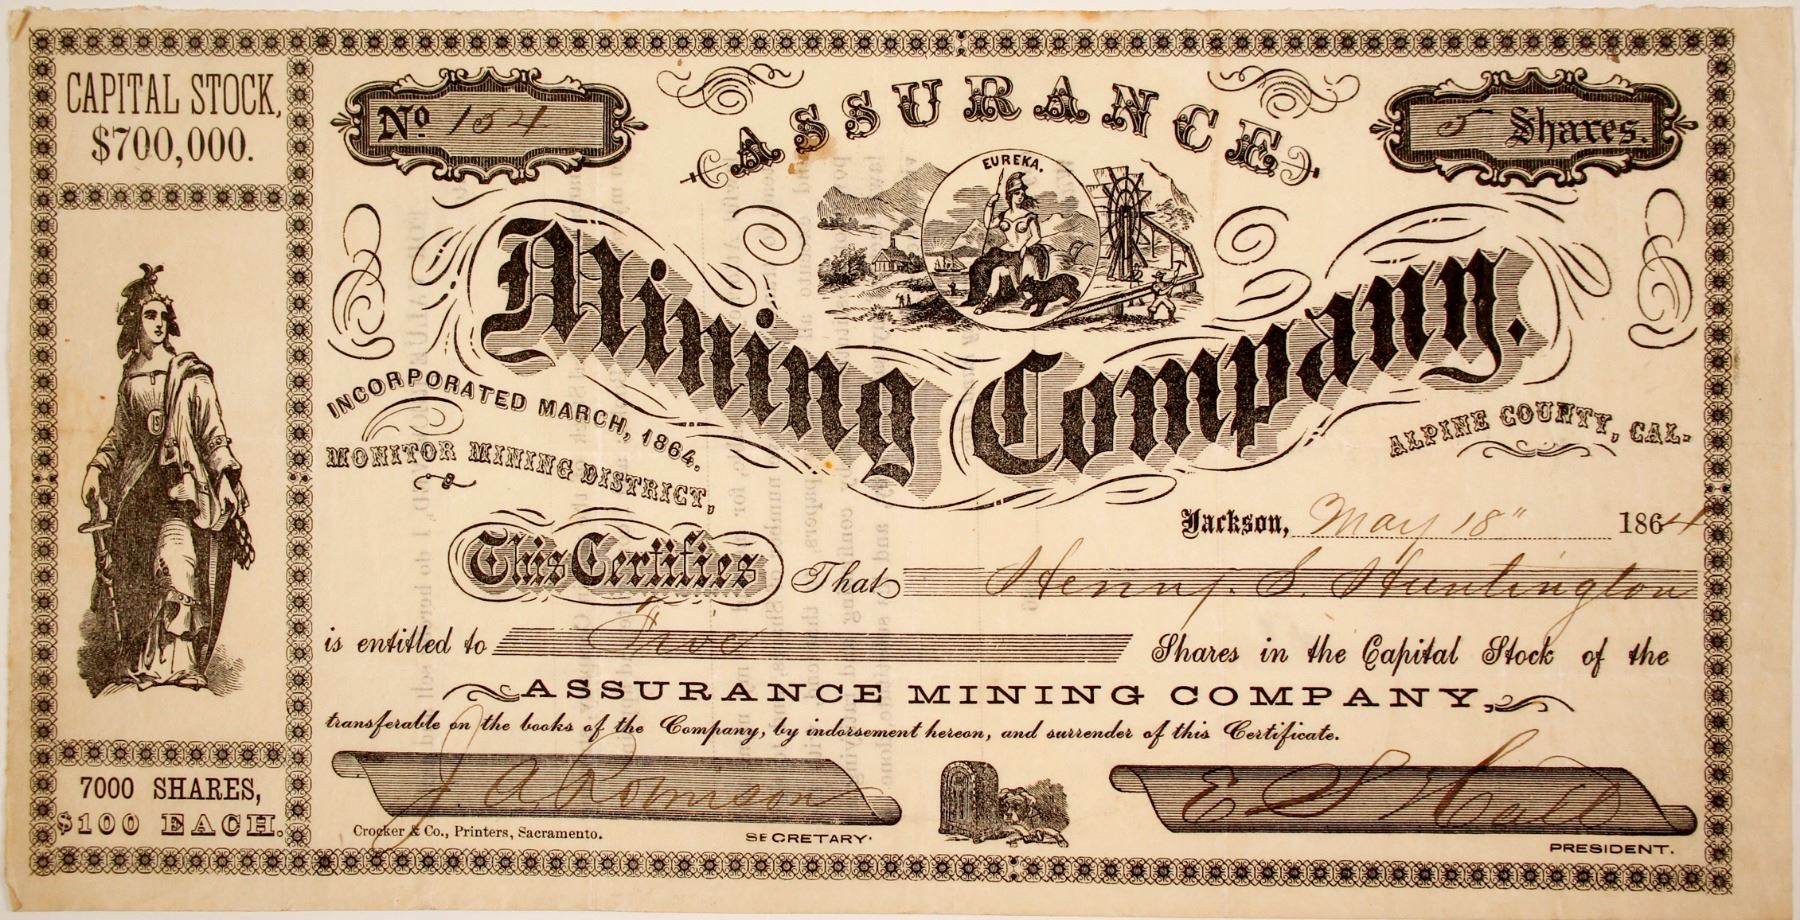 CAPITAL STOCK,
$700,000.
No 154
ASSURANCE
5 Shares.
EUREKA.
Mining Company.
INCORPORATED MARCH, 1864.
MONITOR MINING DISTRICT,
ALPINE COUNTY, CAL.
Jackson, May 18" 1864
This Certifies That Henry S. Huntington
is entitled to Five Shares in the Capital Stock of the
ASSURANCE MINING COMPANY,
transferable on the books of the Company, by indorsement hereon, and surrender of this Certificate.
7000 SHARES,
$100 EACH.
J A Robinson
E S Hall
Crocker & Co., Printers, Sacramento.
SECRETARY.
PRESIDENT.